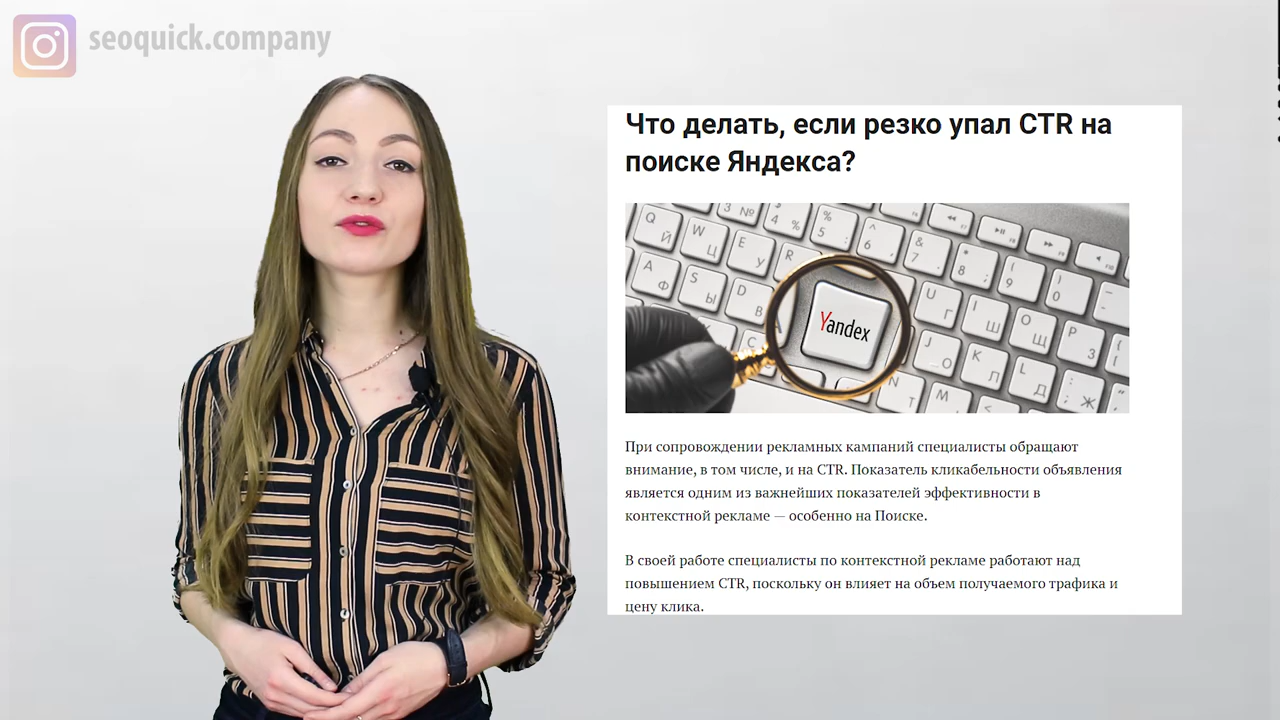 seoquick.company
Что делать, если резко упал CTR на
поиске Яндекса?
Yandex
При сопровождении рекламных кампаний специалисты обращают
внимание, в том числе, и на CTR. Показатель кликабельности объявления
является одним из важнейших показателей эффективности в
контекстной рекламе — особенно на Поиске.
В своей работе специалисты по контекстной рекламе работают над
повышением CTR, поскольку он влияет на объем получаемого трафика и
цену клика.